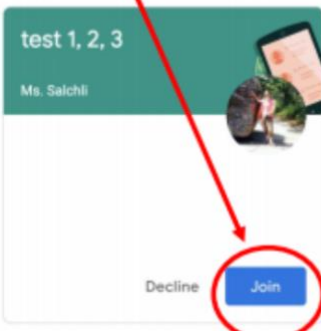 test 1, 2, 3
Ms. Salchli
Decline
Join